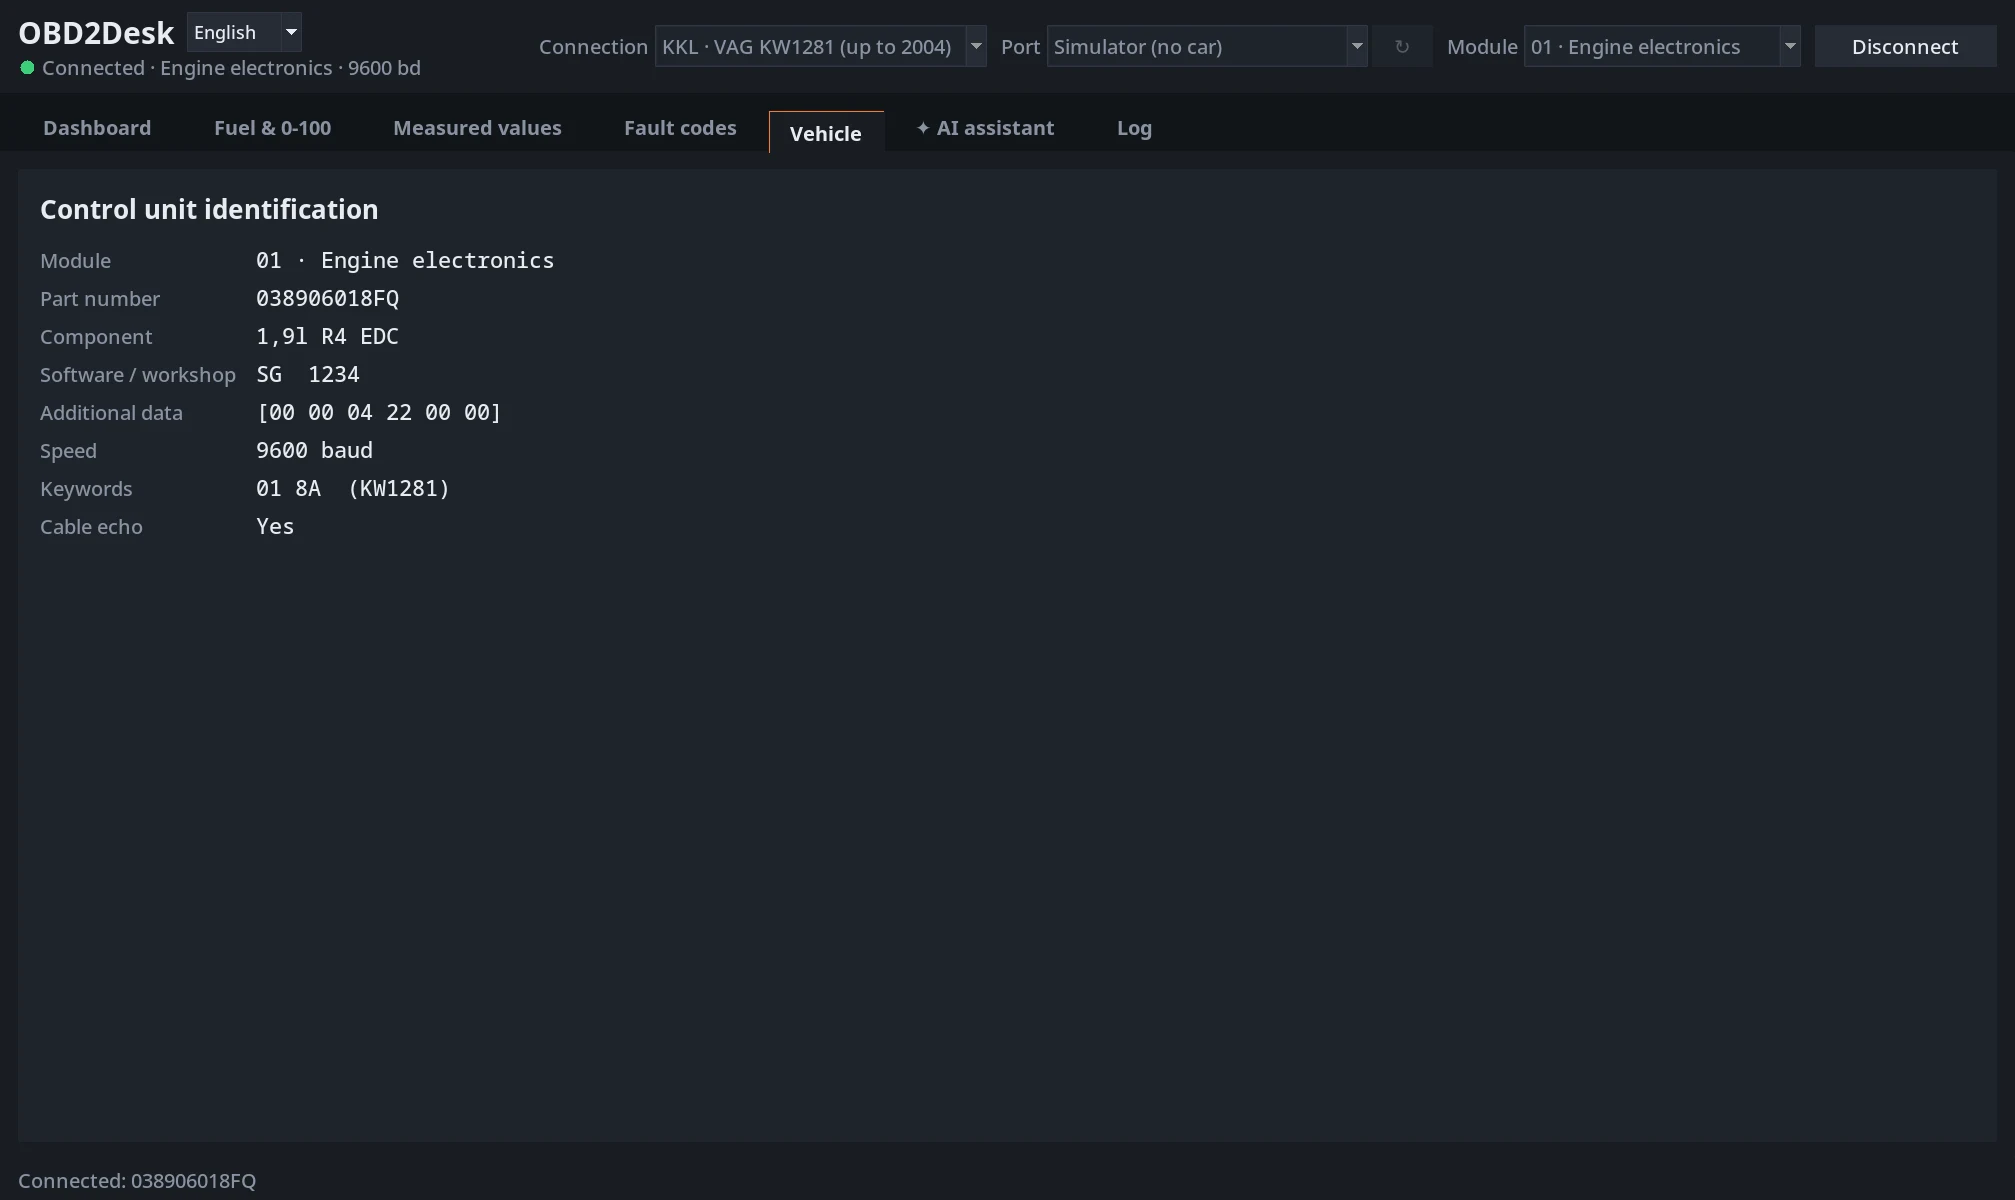 OBD2Desk English
Connected · Engine electronics · 9600 bd
Connection KKL · VAG KW1281 (up to 2004) Port Simulator (no car) ↻ Module 01 · Engine electronics Disconnect
Dashboard Fuel & 0-100 Measured values Fault codes Vehicle ✦ AI assistant Log
Control unit identification
Module 01 · Engine electronics
Part number 038906018FQ
Component 1,9l R4 EDC
Software / workshop SG  1234
Additional data [00 00 04 22 00 00]
Speed 9600 baud
Keywords 01 8A  (KW1281)
Cable echo Yes
Connected: 038906018FQ